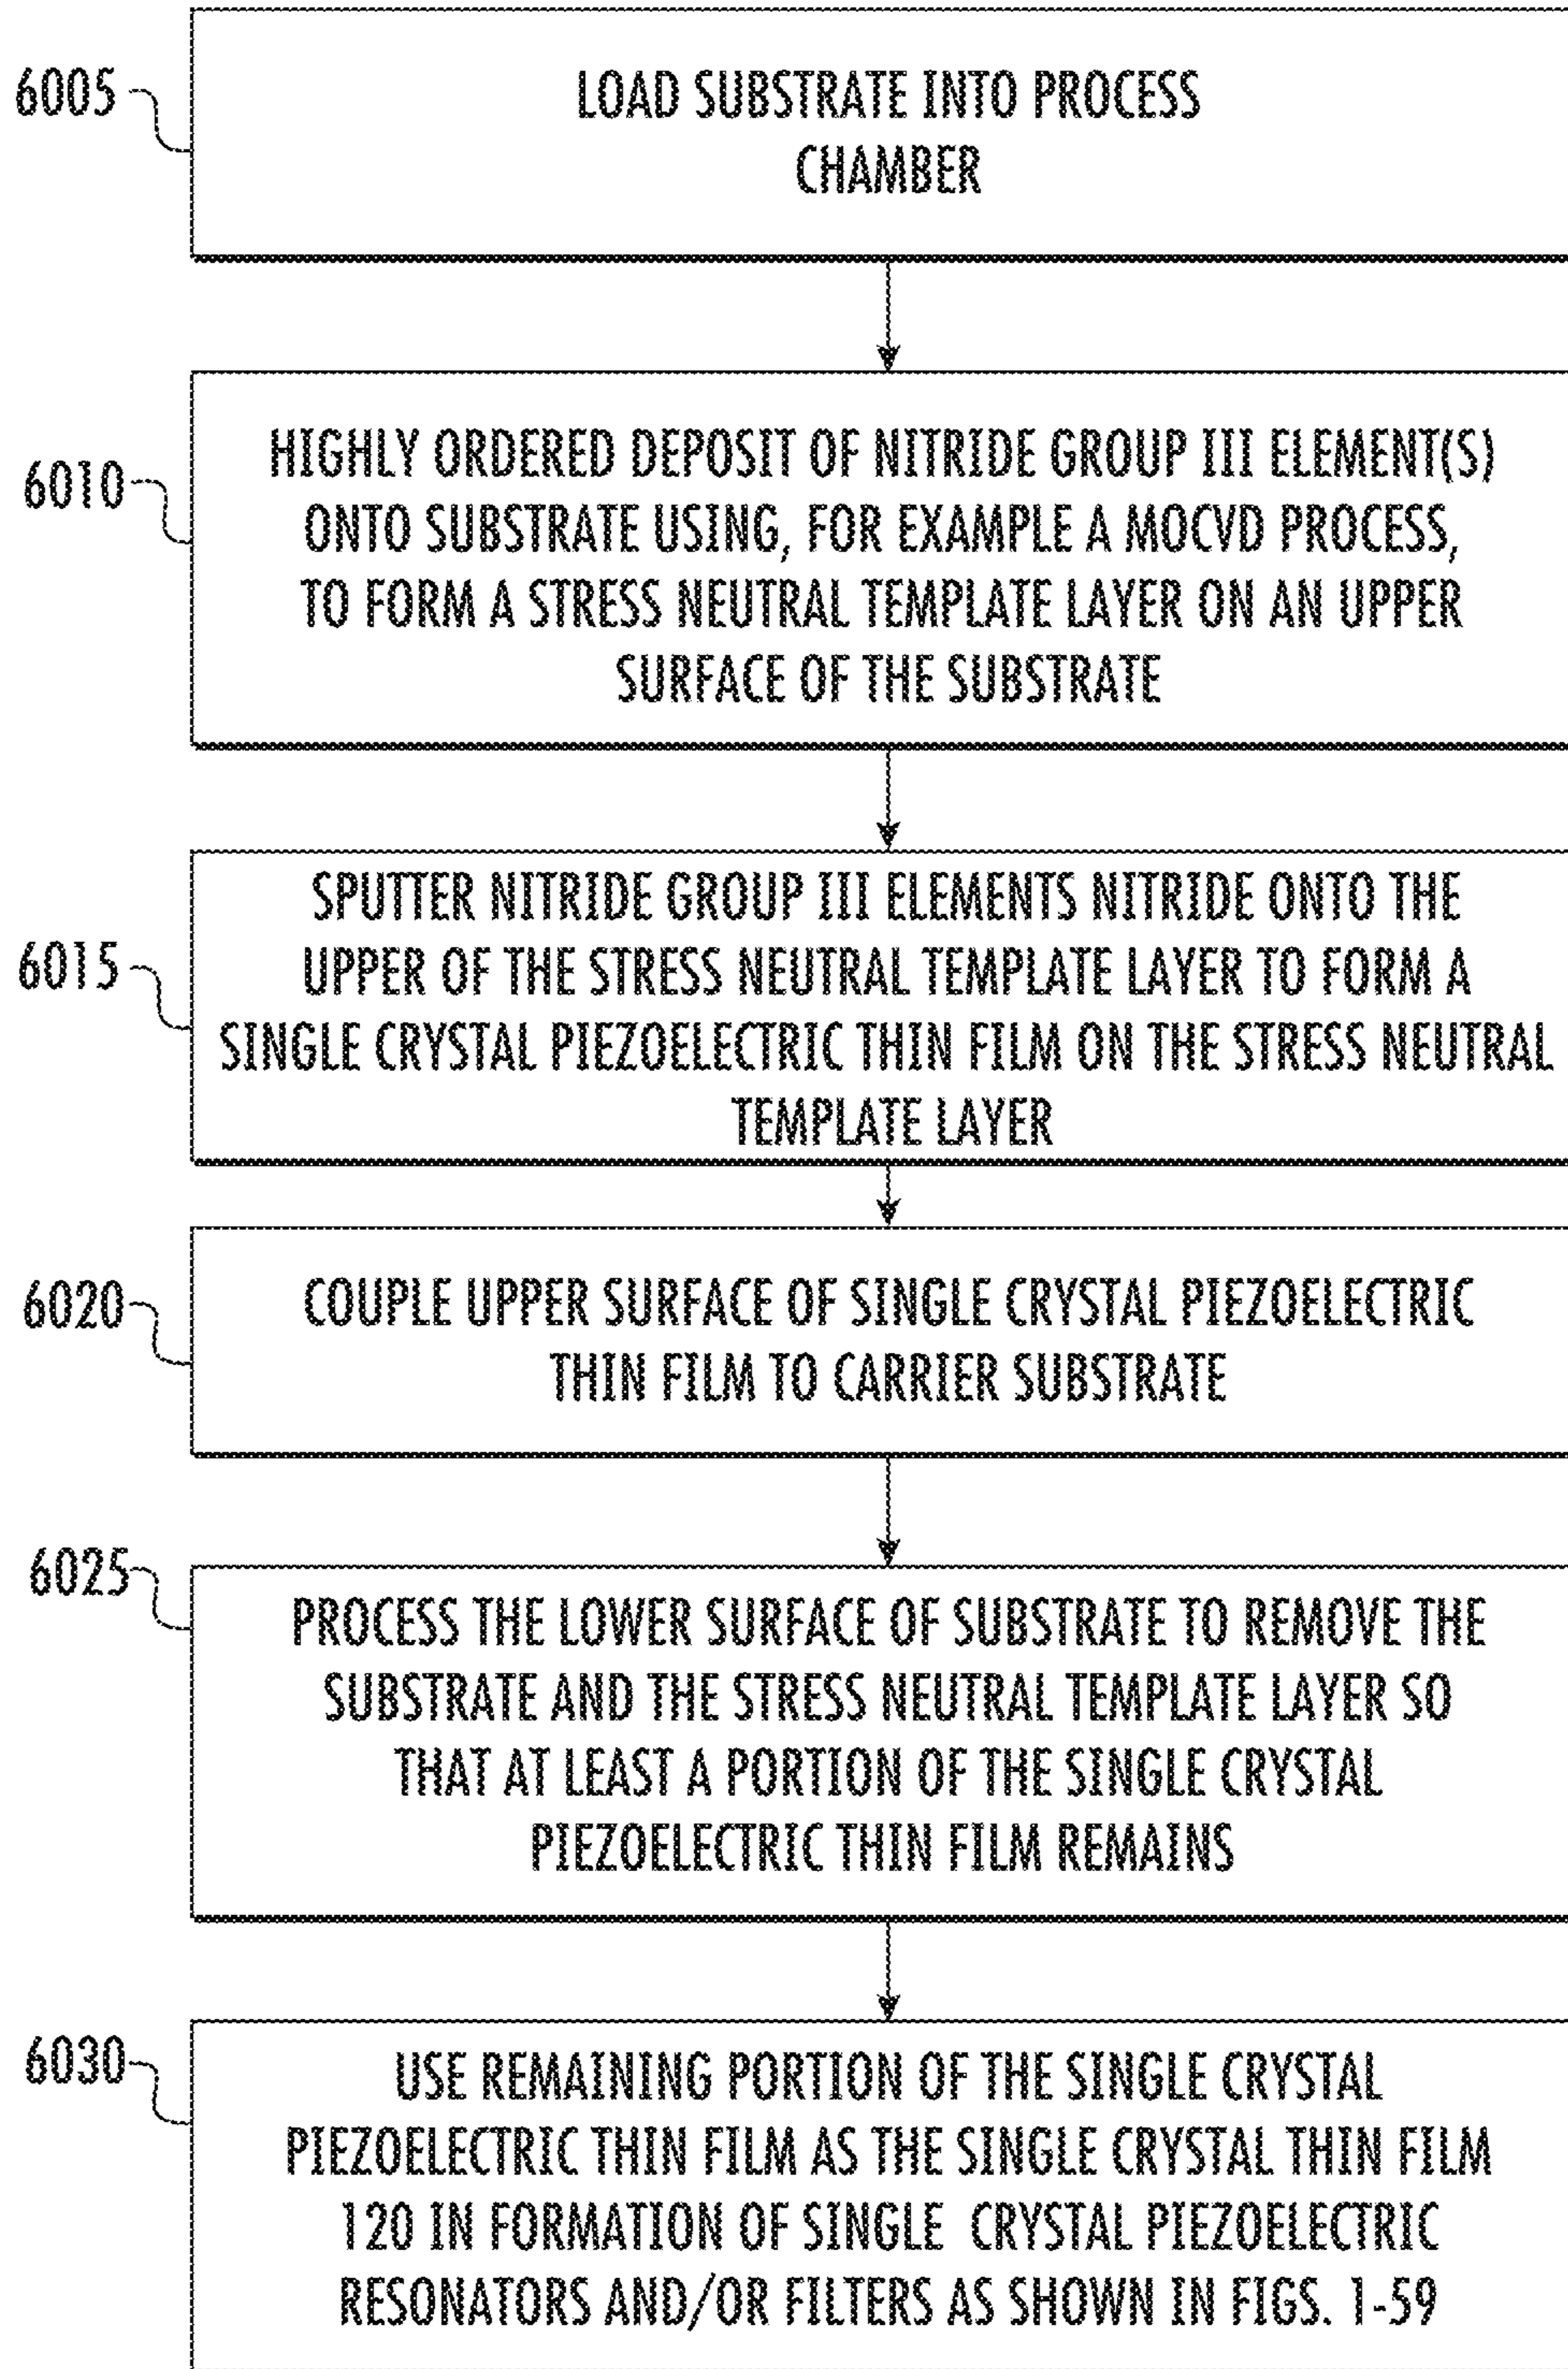 6005
LOAD SUBSTRATE INTO PROCESS
CHAMBER
6010
HIGHLY ORDERED DEPOSIT OF NITRIDE GROUP III ELEMENT(S)
ONTO SUBSTRATE USING, FOR EXAMPLE A MOCVD PROCESS,
TO FORM A STRESS NEUTRAL TEMPLATE LAYER ON AN UPPER
SURFACE OF THE SUBSTRATE
6015
SPUTTER NITRIDE GROUP III ELEMENTS NITRIDE ONTO THE
UPPER OF THE STRESS NEUTRAL TEMPLATE LAYER TO FORM A
SINGLE CRYSTAL PIEZOELECTRIC THIN FILM ON THE STRESS NEUTRAL
TEMPLATE LAYER
6020
COUPLE UPPER SURFACE OF SINGLE CRYSTAL PIEZOELECTRIC
THIN FILM TO CARRIER SUBSTRATE
6025
PROCESS THE LOWER SURFACE OF SUBSTRATE TO REMOVE THE
SUBSTRATE AND THE STRESS NEUTRAL TEMPLATE LAYER SO
THAT AT LEAST A PORTION OF THE SINGLE CRYSTAL
PIEZOELECTRIC THIN FILM REMAINS
6030
USE REMAINING PORTION OF THE SINGLE CRYSTAL
PIEZOELECTRIC THIN FILM AS THE SINGLE CRYSTAL THIN FILM
120 IN FORMATION OF SINGLE CRYSTAL PIEZOELECTRIC
RESONATORS AND/OR FILTERS AS SHOWN IN FIGS. 1-59